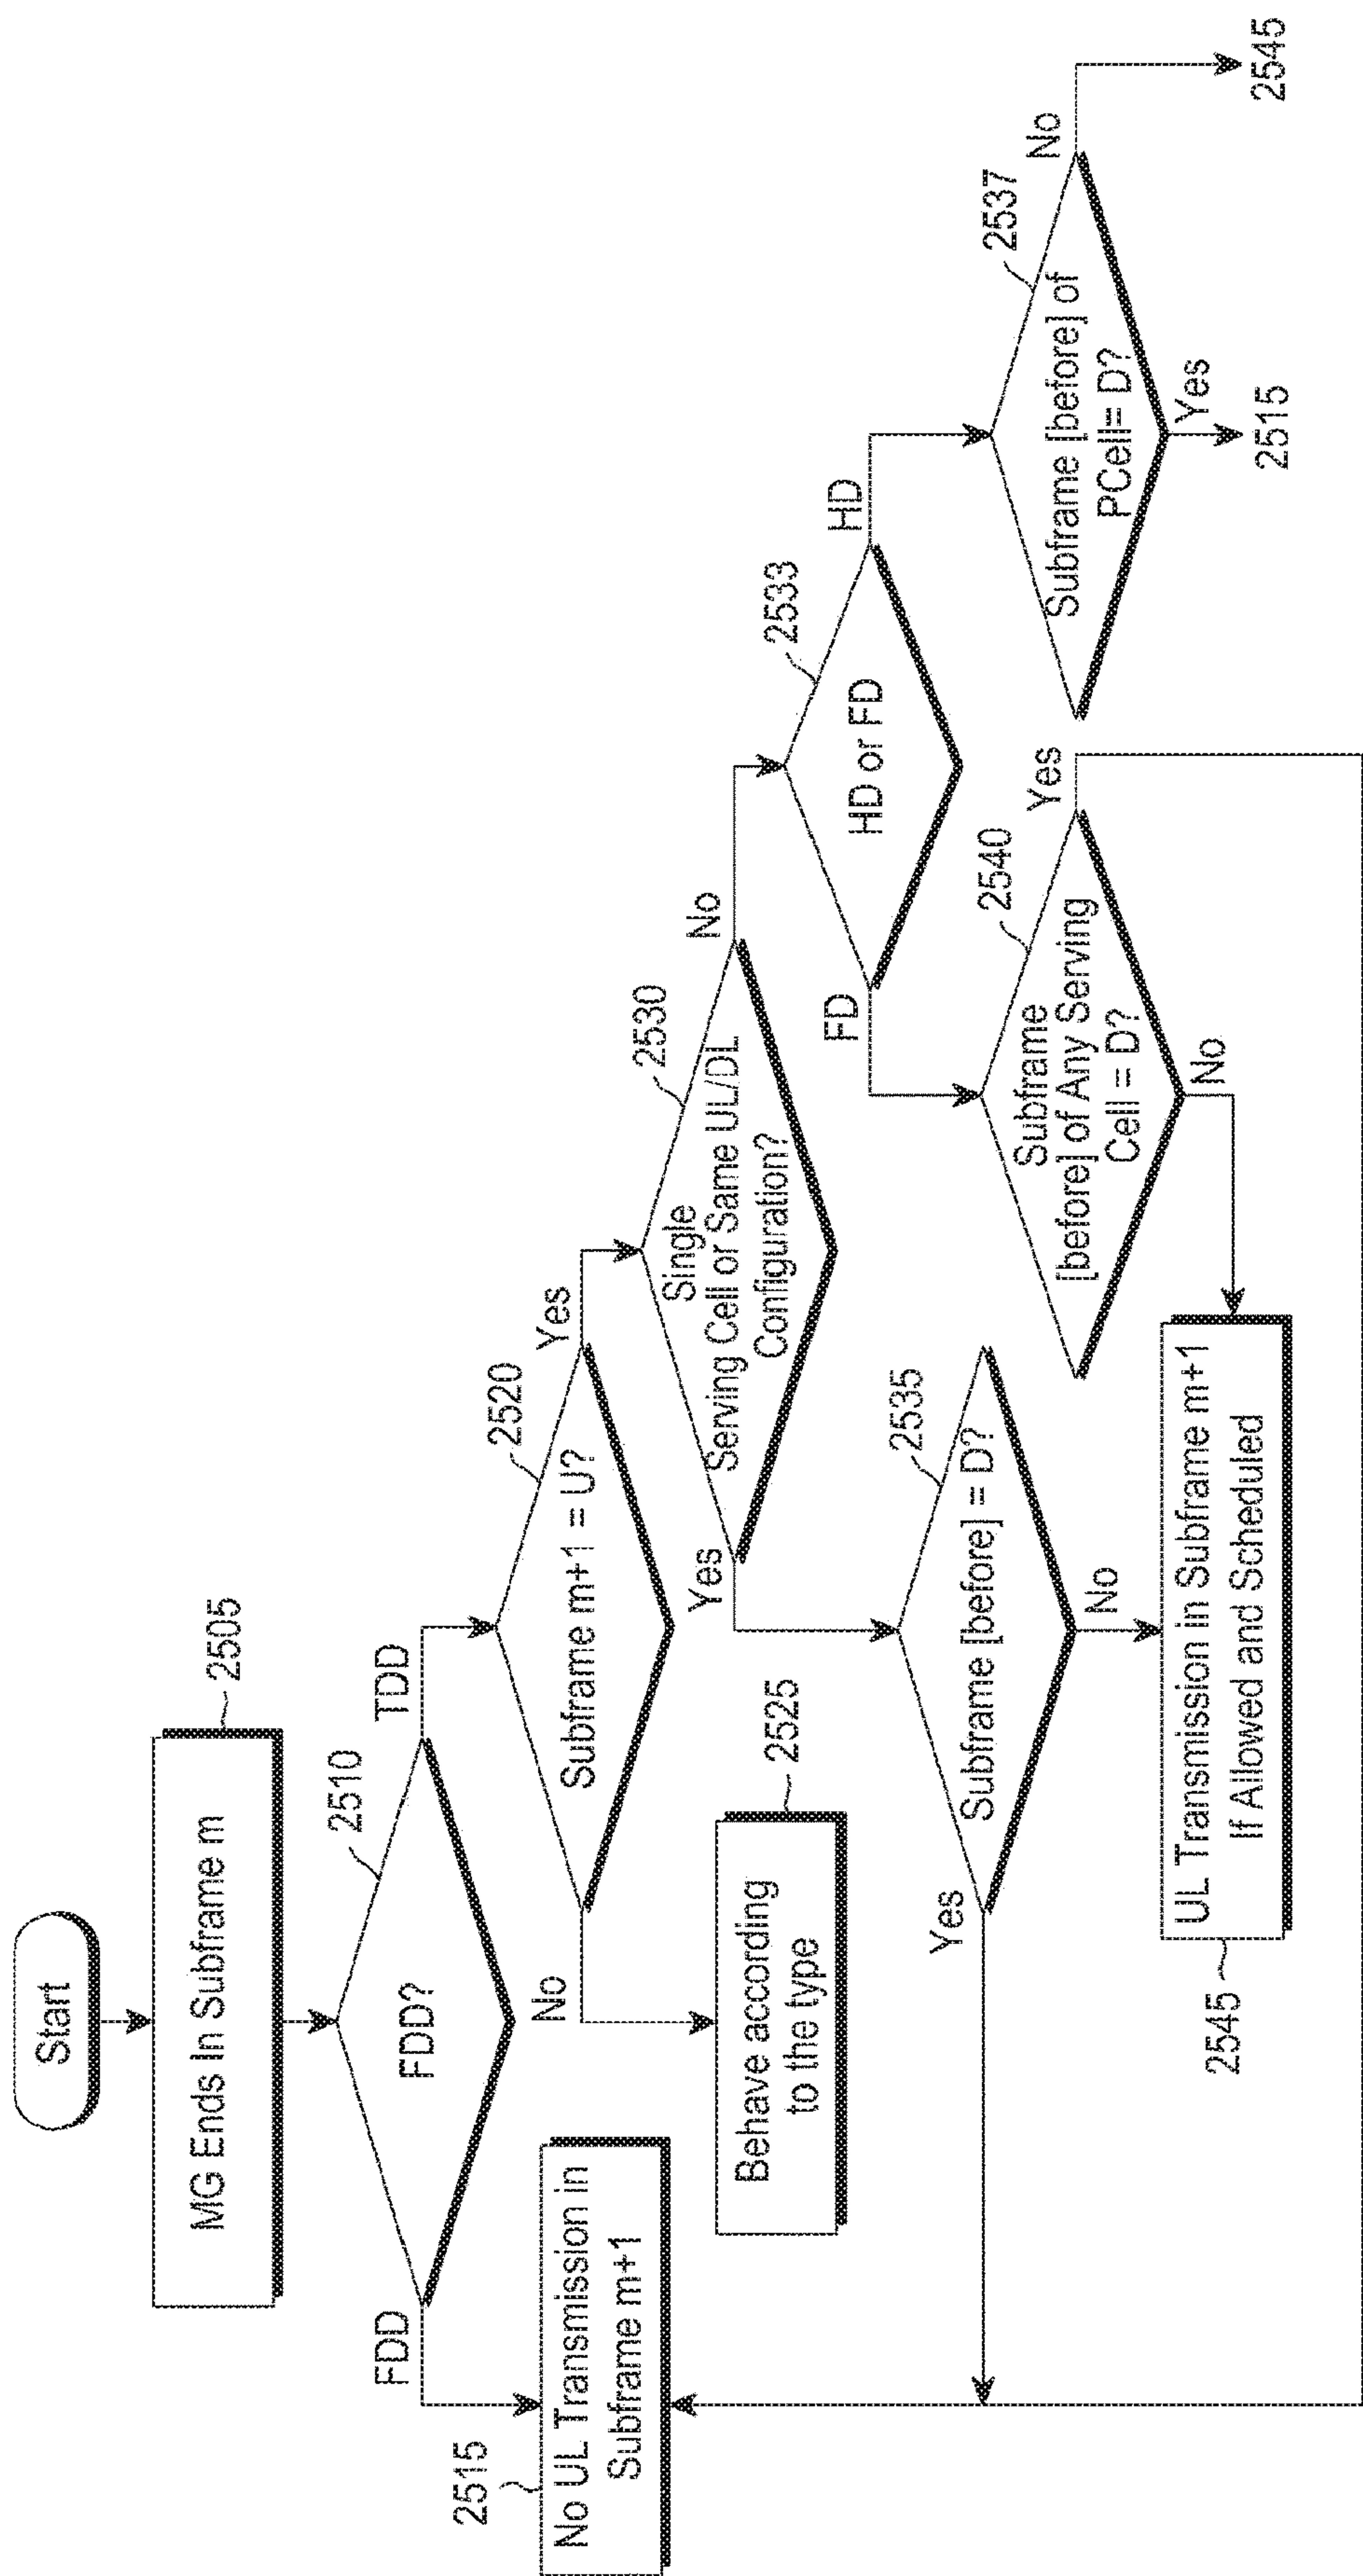 Start
MG Ends In Subframe m
2505
FDD?
2510
FDD
TDD
No UL Transmission in
Subframe m+1
2515
Subframe m+1 = U?
2520
No
Yes
Behave according
to the type
2525
Single
Serving Cell or Same UL/DL
Configuration?
2530
Yes
No
HD or FD
2533
FD
HD
Subframe [before] = D?
2535
Yes
No
Subframe
[before] of Any Serving
Cell = D?
2540
Yes
No
Subframe [before] of
PCell= D?
2537
No
Yes
2545
2515
UL Transmission in Subframe m+1
If Allowed and Scheduled
2545